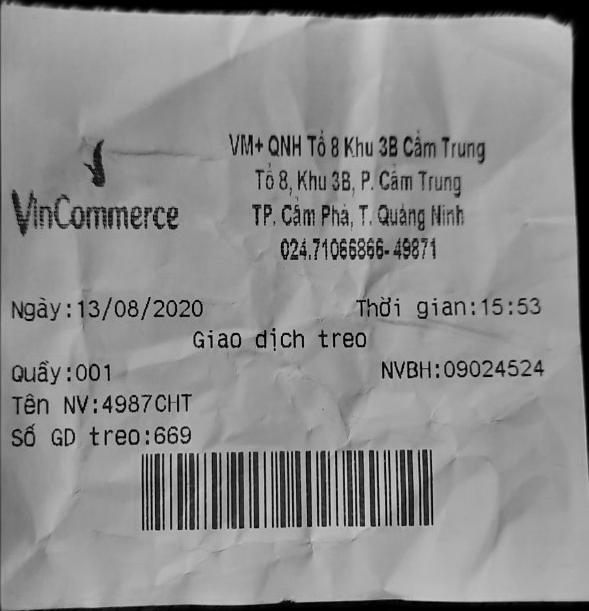 VM+ QNH Tổ 8 Khu 3B Cẩm Trung
Tổ 8, Khu 3B, P. Cẩm Trung
VinCommerce
TP. Cẩm Phả, T. Quảng Ninh
024.71066866-49871
Ngày:13/08/2020 Thời gian:15:53
Giao dịch treo
Quầy:001 NVBH:09024524
Tên NV:4987CHT
Số GD treo:669